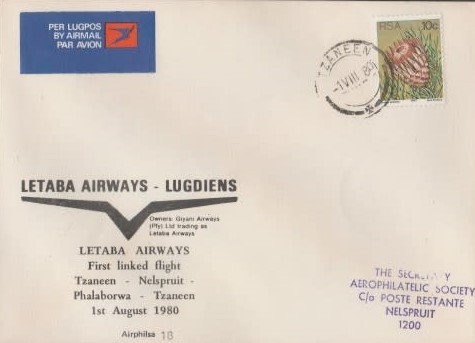 PER LUGPOS
BY AIRMAIL
PAR AVION
RSA 10c
TZANEEN
-1 VIII 80
LETABA AIRWAYS - LUGDIENS
Owners: Giyani Airways
(Pty) Ltd trading as
Letaba Airways
LETABA AIRWAYS
First linked flight
Tzaneen - Nelspruit -
Phalaborwa - Tzaneen
1st August 1980
Airphilsa 18
THE
AEROPHILATELIC SOCIETY
C/o POSTE RESTANTE
NELSPRUIT
1200